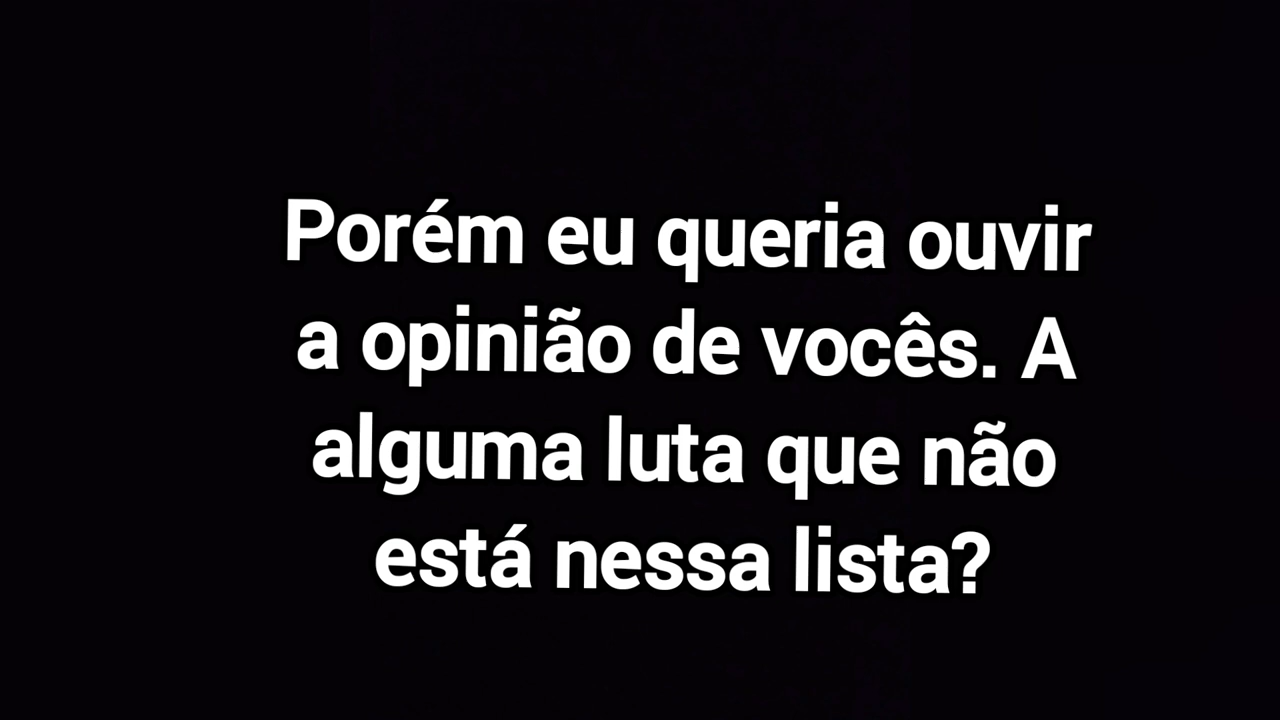 Porém eu queria ouvir
a opinião de vocês. A
alguma luta que não
está nessa lista?